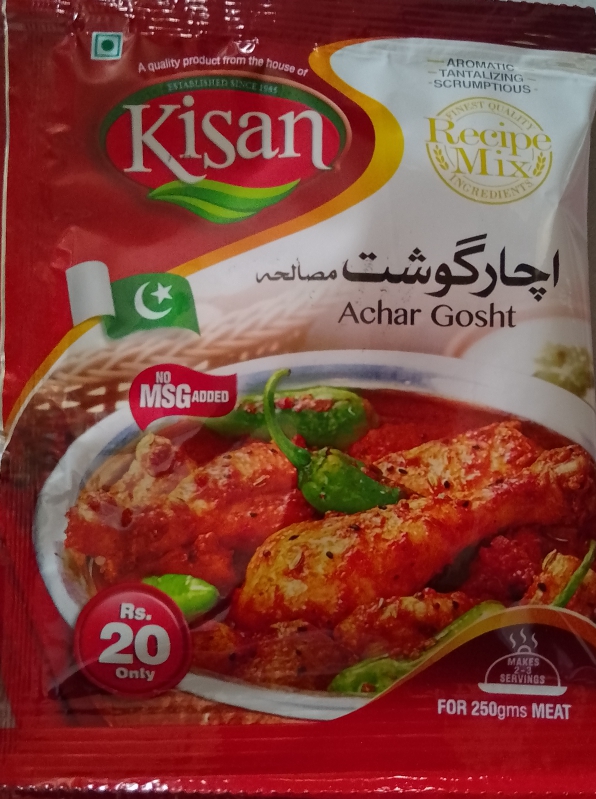 A quality product from the house of
ESTABLISHED SINCE 1985
Kisan
AROMATIC
TANTALIZING
SCRUMPTIOUS
FINEST QUALITY
Recipe
Mix
INGREDIENTS
اچار گوشت مصالحہ
Achar Gosht
NO
MSG ADDED
Rs.
20
Only
MAKES
2-3
SERVINGS
FOR 250gms MEAT